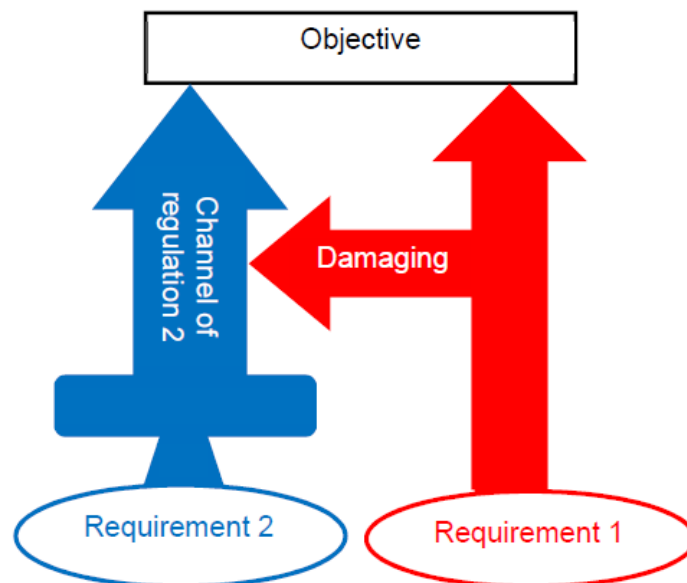 Objective
Channel of
regulation 2
Damaging
Requirement 2
Requirement 1